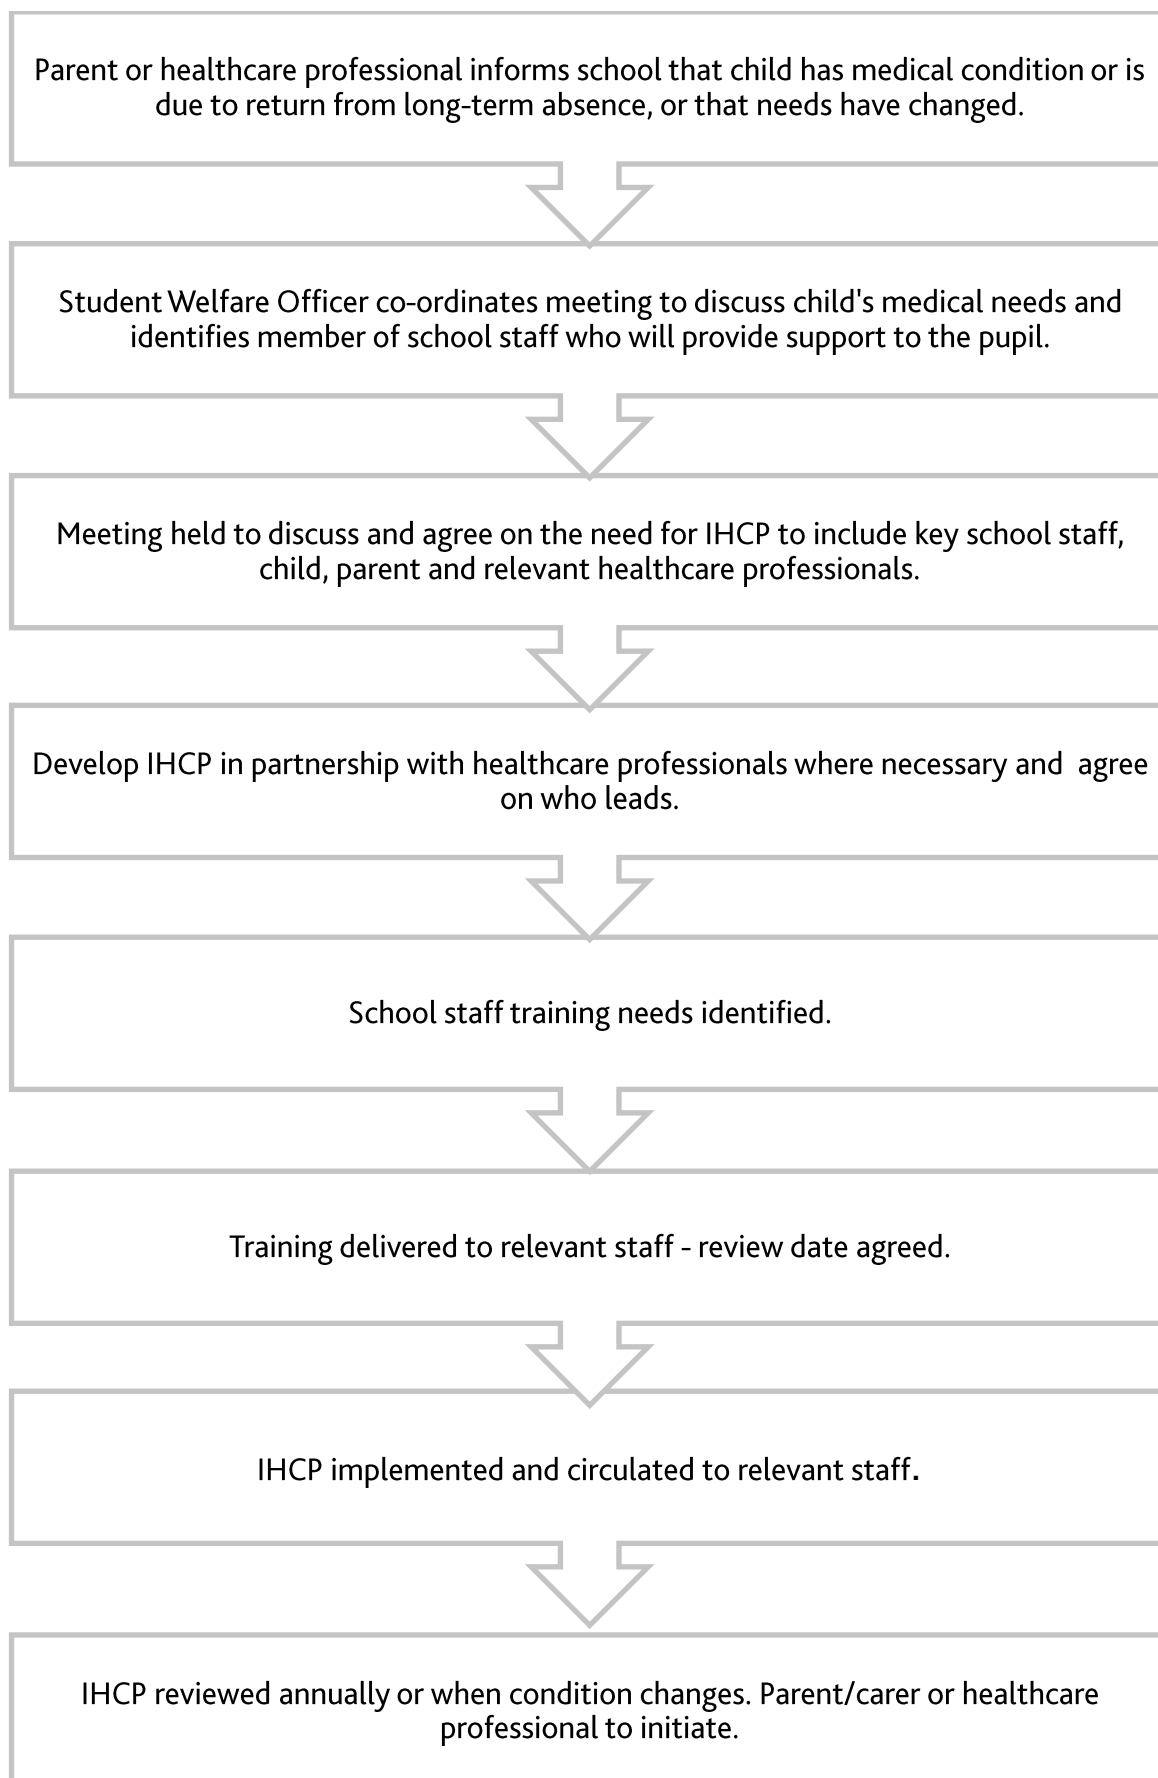 Parent or healthcare professional informs school that child has medical condition or is
due to return from long-term absence, or that needs have changed.
Student Welfare Officer co-ordinates meeting to discuss child's medical needs and
identifies member of school staff who will provide support to the pupil.
Meeting held to discuss and agree on the need for IHCP to include key school staff,
child, parent and relevant healthcare professionals.
Develop IHCP in partnership with healthcare professionals where necessary and  agree
on who leads.
School staff training needs identified.
Training delivered to relevant staff - review date agreed.
IHCP implemented and circulated to relevant staff.
IHCP reviewed annually or when condition changes. Parent/carer or healthcare
professional to initiate.